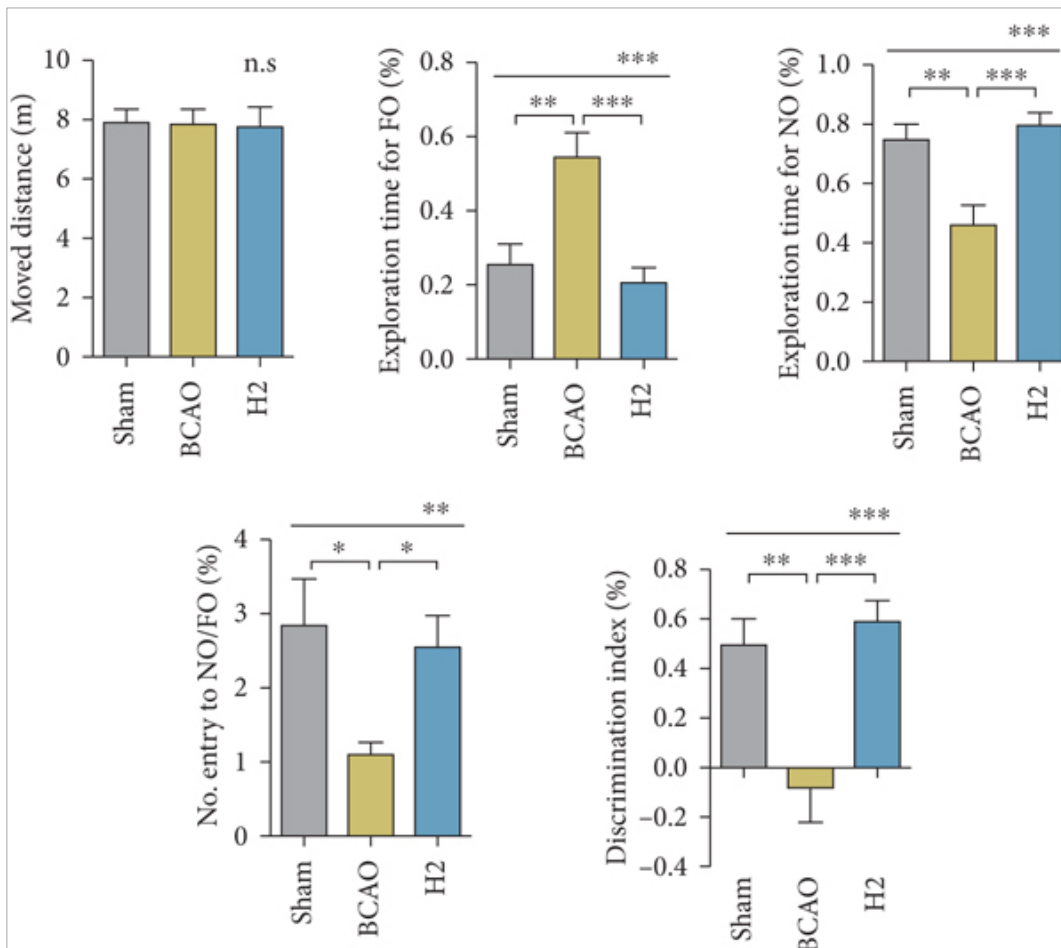 Moved distance (m)
10
8
6
4
2
0
n.s
Sham
BCAO
H2
Exploration time for FO (%)
0.8
0.6
0.4
0.2
0.0
***
** ***
Sham
BCAO
H2
Exploration time for NO (%)
1.0
0.8
0.6
0.4
0.2
0.0
***
** ***
Sham
BCAO
H2
No. entry to NO/FO (%)
4
3
2
1
0
**
* *
Sham
BCAO
H2
Discrimination index (%)
0.8
0.6
0.4
0.2
0.0
–0.2
–0.4
***
** ***
Sham
BCAO
H2